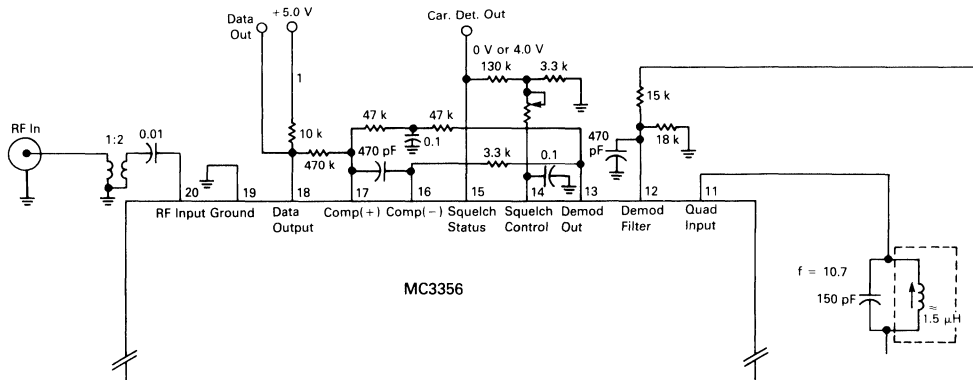 +5.0 V
Data
Out
Car. Det. Out
0 V or 4.0 V
130 k
3.3 k
1
15 k
RF In
1:2
0.01
10 k
47 k
47 k
0.1
470 k
470 pF
3.3 k
0.1
470
pF
18 k
20
19
18
17
16
15
14
13
12
11
RF Input
Ground
Data
Output
Comp(+)
Comp(−)
Squelch
Status
Squelch
Control
Demod
Out
Demod
Filter
Quad
Input
MC3356
f = 10.7
150 pF
≈
1.5 μH